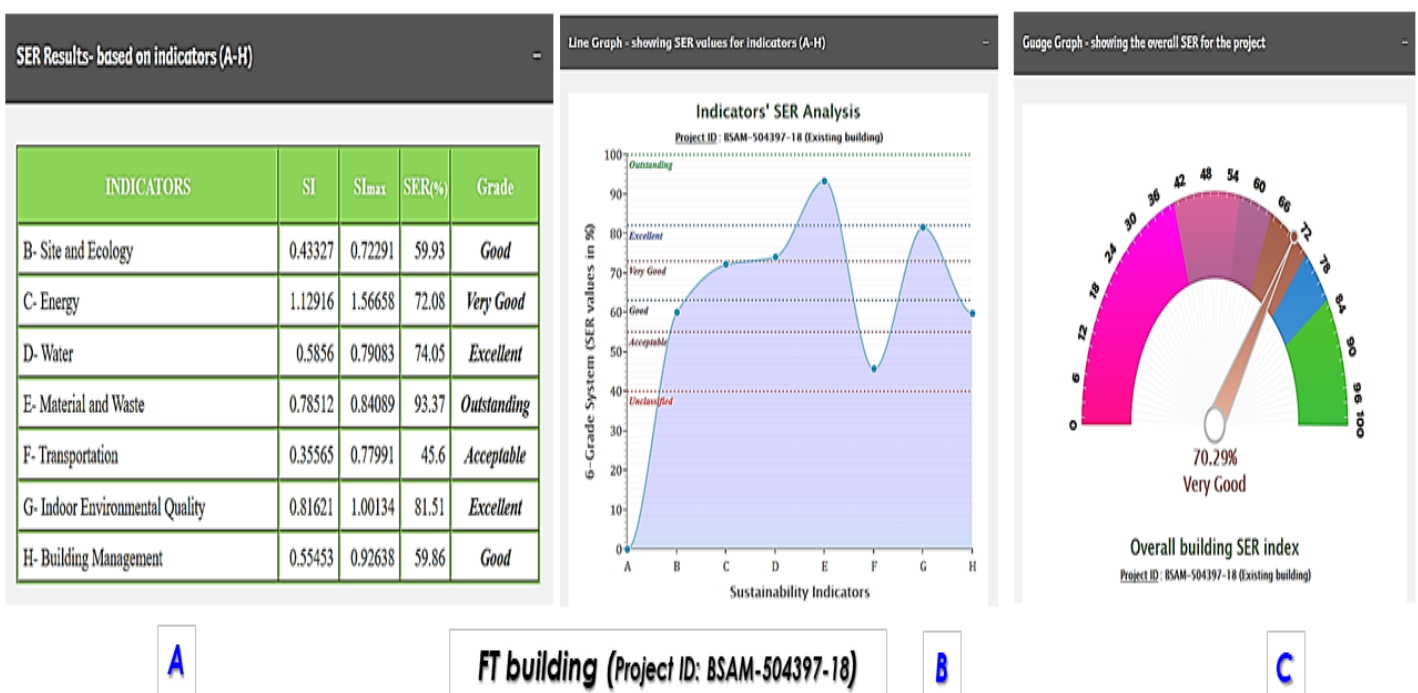 SER Results- based on indicators (A-H)
INDICATORS SI SImax SER(%) Grade
B- Site and Ecology 0.43327 0.72291 59.93 Good
C- Energy 1.12916 1.56658 72.08 Very Good
D- Water 0.5856 0.79083 74.05 Excellent
E- Material and Waste 0.78512 0.84089 93.37 Outstanding
F- Transportation 0.35565 0.77991 45.6 Acceptable
G- Indoor Environmental Quality 0.81621 1.00134 81.51 Excellent
H- Building Management 0.55453 0.92638 59.86 Good
Line Graph - showing SER values for indicators (A-H)
Indicators' SER Analysis
Project ID : BSAM-504397-18 (Existing building)
6-Grade System (SER values in %)
100
Outstanding
90
80
Excellent
70
Very Good
60
Good
50
Acceptable
40
Unclassified
30
20
10
0
A B C D E F G H
Sustainability Indicators
Guage Graph - showing the overall SER for the project
0 6 12 18 24 30 36 42 48 54 60 66 72 78 84 90 96 100
70.29%
Very Good
Overall building SER index
Project ID : BSAM-504397-18 (Existing building)
A
FT building (Project ID: BSAM-504397-18)
B
C